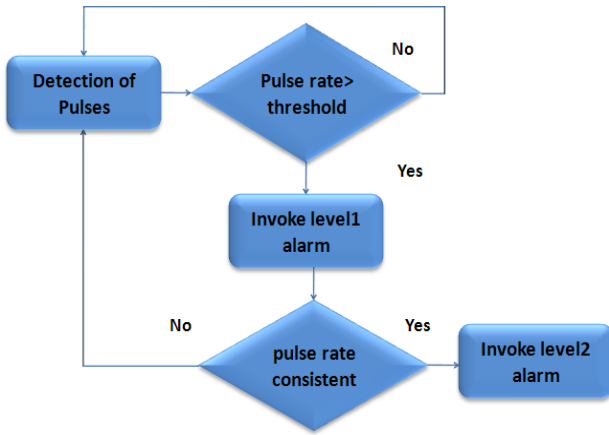 No
Detection of
Pulses
Pulse rate>
threshold
Yes
Invoke level1
alarm
No
Yes
pulse rate
consistent
Invoke level2
alarm